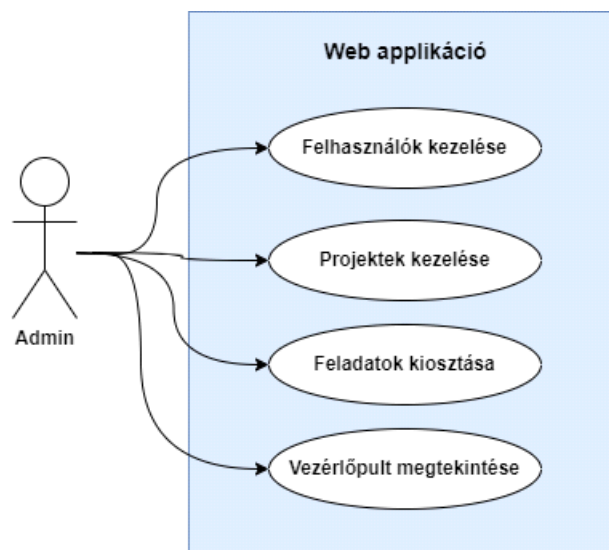 Web applikáció
Felhasználók kezelése
Projektek kezelése
Admin
Feladatok kiosztása
Vezérlőpult megtekintése